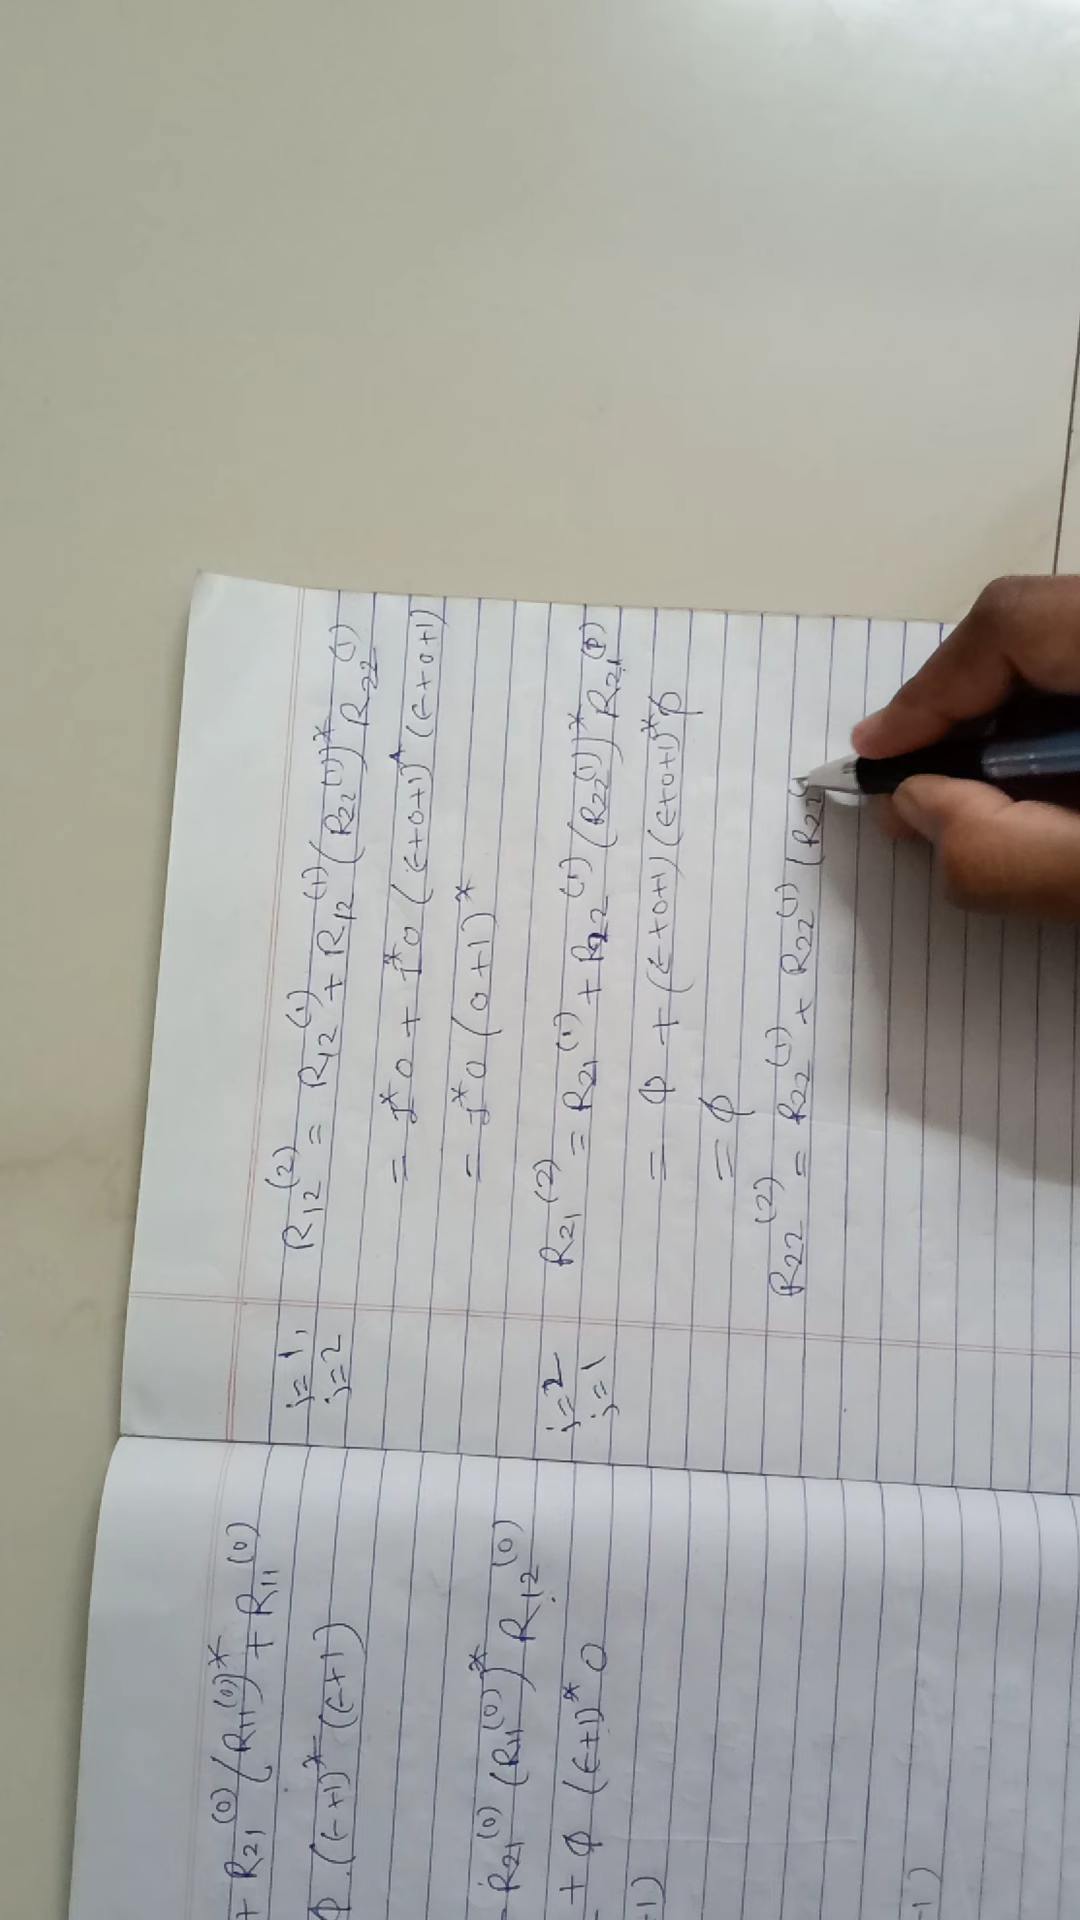 + R₂₁⁽⁰⁾ (R₁₁⁽⁰⁾)* + R₁₁⁽⁰⁾
ϕ . (ϵ+1)* (ϵ+1)
R₂₁⁽⁰⁾ (R₁₁⁽⁰⁾)* R₁₂⁽⁰⁾
+ ϕ (ϵ+1)* 0
+1)
-1)
i=1, R₁₂⁽²⁾ = R₁₂⁽¹⁾ + R₁₂⁽¹⁾ (R₂₂⁽¹⁾)* R₂₂⁽¹⁾
j=2
= 1*0 + 1*0 (ϵ+0+1)* (ϵ+0+1)
= 1*0 (0+1)*
i=2 R₂₁⁽²⁾ = R₂₁⁽¹⁾ + R₂₂⁽¹⁾ (R₂₂⁽¹⁾)* R₂₁⁽¹⁾
j=1
= ϕ + (ϵ+0+1) (ϵ+0+1)* ϕ
= ϕ
R₂₂⁽²⁾ = R₂₂⁽¹⁾ + R₂₂⁽¹⁾ (R₂₂⁽